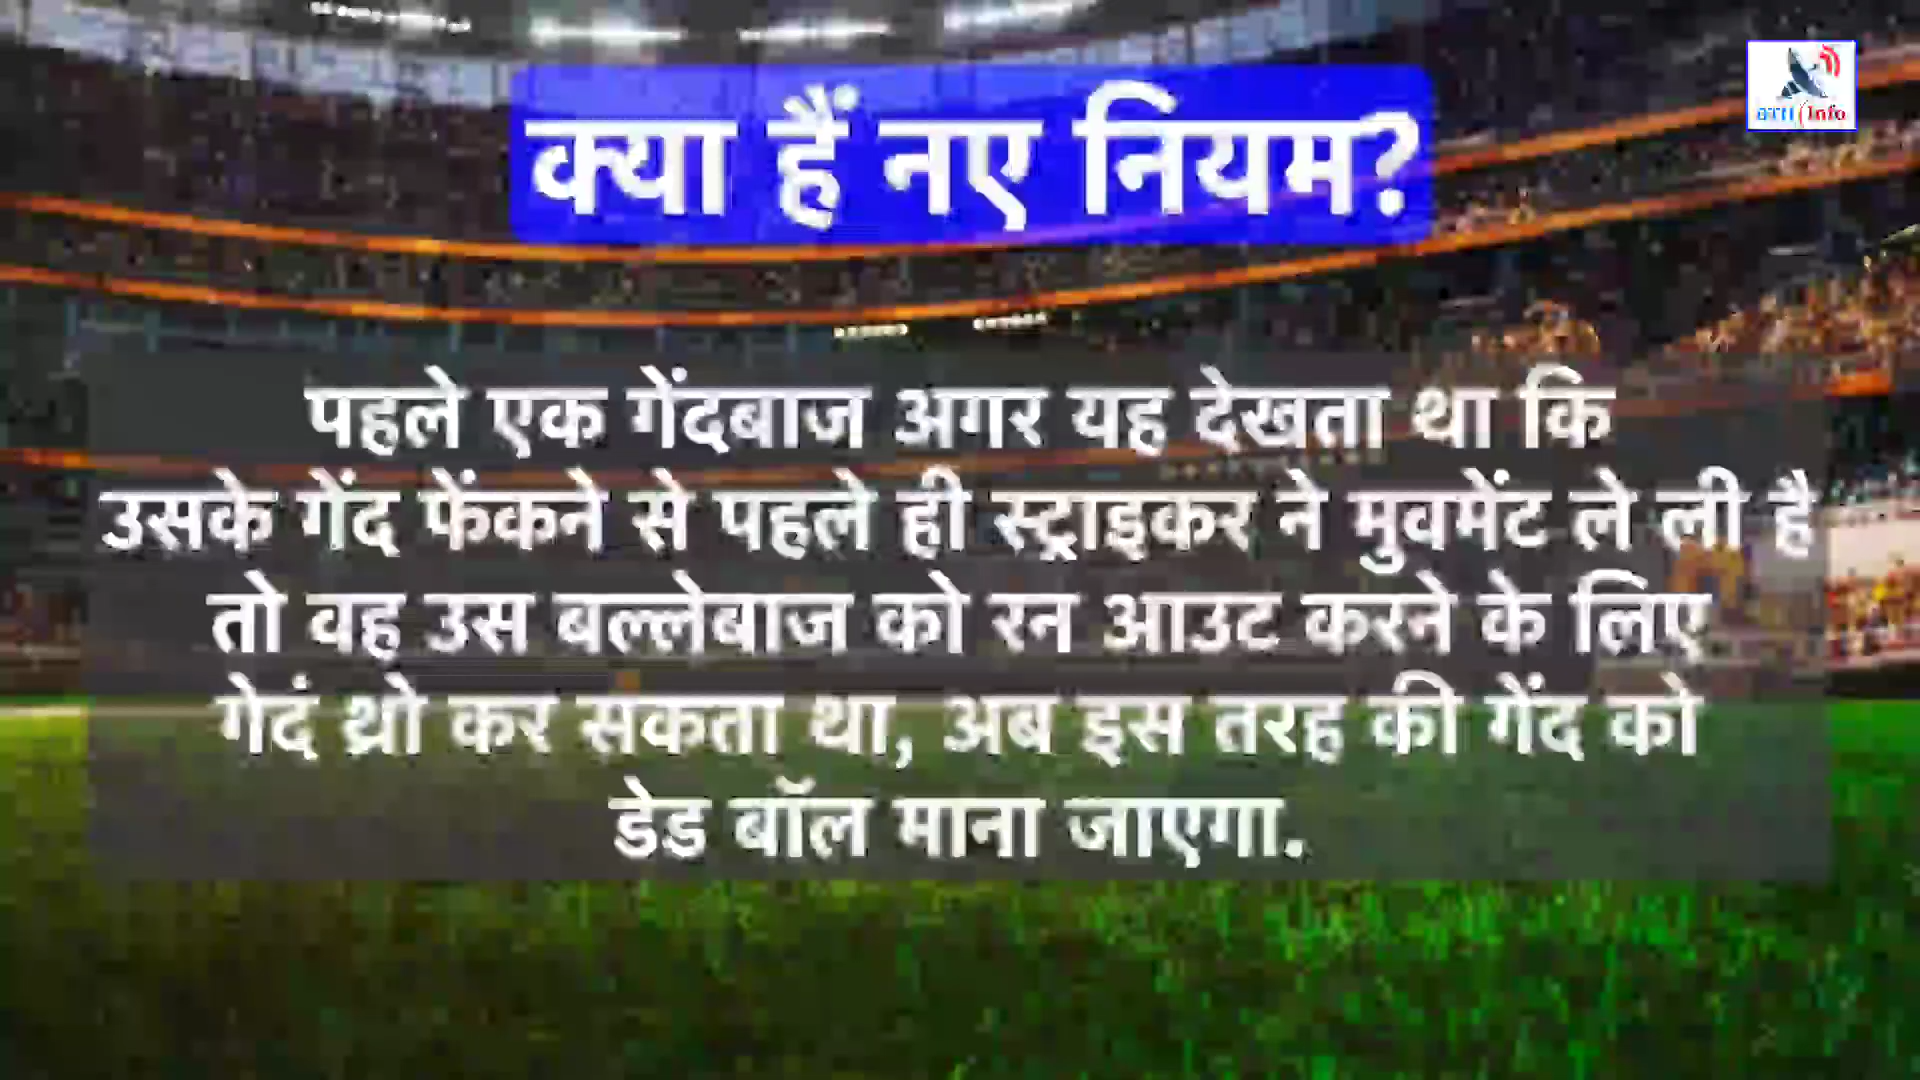 क्या हैं नए नियम?
पहले एक गेंदबाज अगर यह देखता था कि
उसके गेंद फेंकने से पहले ही स्ट्राइकर ने मुवमेंट ले ली है
तो वह उस बल्लेबाज को रन आउट करने के लिए
गेदं थ्रो कर सकता था, अब इस तरह की गेंद को
डेड बॉल माना जाएगा.
Info